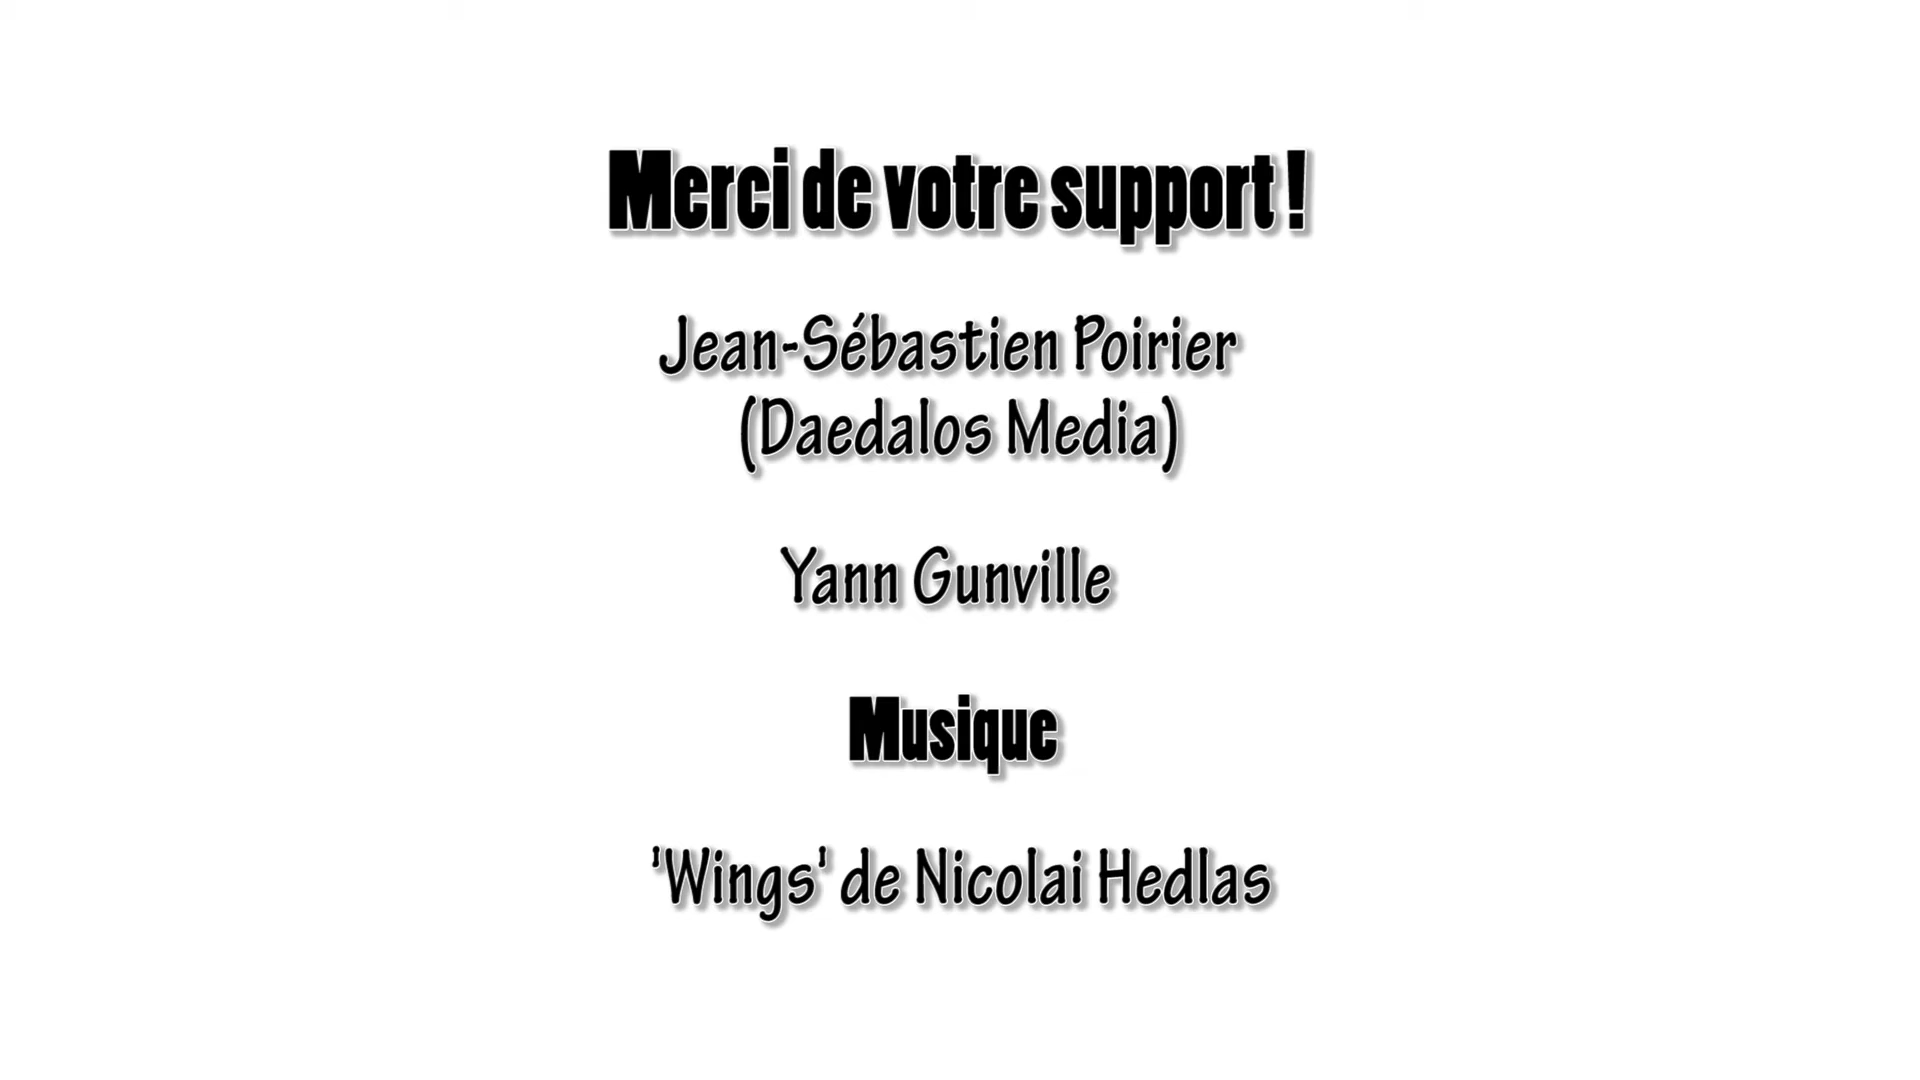 Merci de votre support !
Jean-Sébastien Poirier
(Daedalos Media)
Yann Gunville
Musique
'Wings' de Nicolai Hedlas